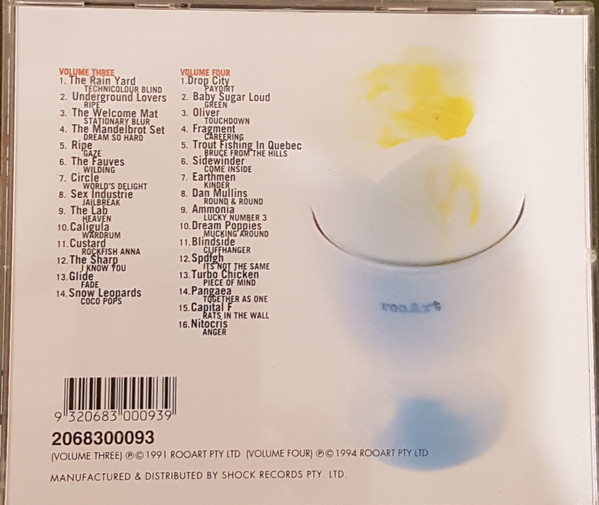 VOLUME THREE
1. The Rain Yard
TECHNICOLOUR BLIND
2. Underground Lovers
RIPE
3. The Welcome Mat
STATIONARY BLUR
4. The Mandelbrot Set
DREAM SO HARD
5. Ripe
GAZE
6. The Fauves
WILDING
7. Circle
WORLD'S DELIGHT
8. Sex Industrie
JAILBREAK
9. The Lab
HEAVEN
10. Caligula
WARDRUM
11. Custard
ROCKFISH ANNA
12. The Sharp
I KNOW YOU
13. Glide
FADE
14. Snow Leopards
COCO POPS
VOLUME FOUR
1. Drop City
PAYDIRT
2. Baby Sugar Loud
GREEN
3. Oliver
TOUCHDOWN
4. Fragment
CAREERING
5. Trout Fishing In Quebec
BRUCE FROM THE HILLS
6. Sidewinder
COME INSIDE
7. Earthmen
KINDER
8. Dan Mullins
ROUND & ROUND
9. Ammonia
LUCKY NUMBER 3
10. Dream Poppies
MUCKING AROUND
11. Blindside
CLIFFHANGER
12. Spdfgh
ITS NOT THE SAME
13. Turbo Chicken
PIECE OF MIND
14. Pangaea
TOGETHER AS ONE
15. Capital F
RATS IN THE WALL
16. Nitocris
ANGER
9 320683 000939
2068300093
(VOLUME THREE) ℗© 1991 ROOART PTY LTD (VOLUME FOUR) ℗© 1994 ROOART PTY LTD
MANUFACTURED & DISTRIBUTED BY SHOCK RECORDS PTY. LTD.